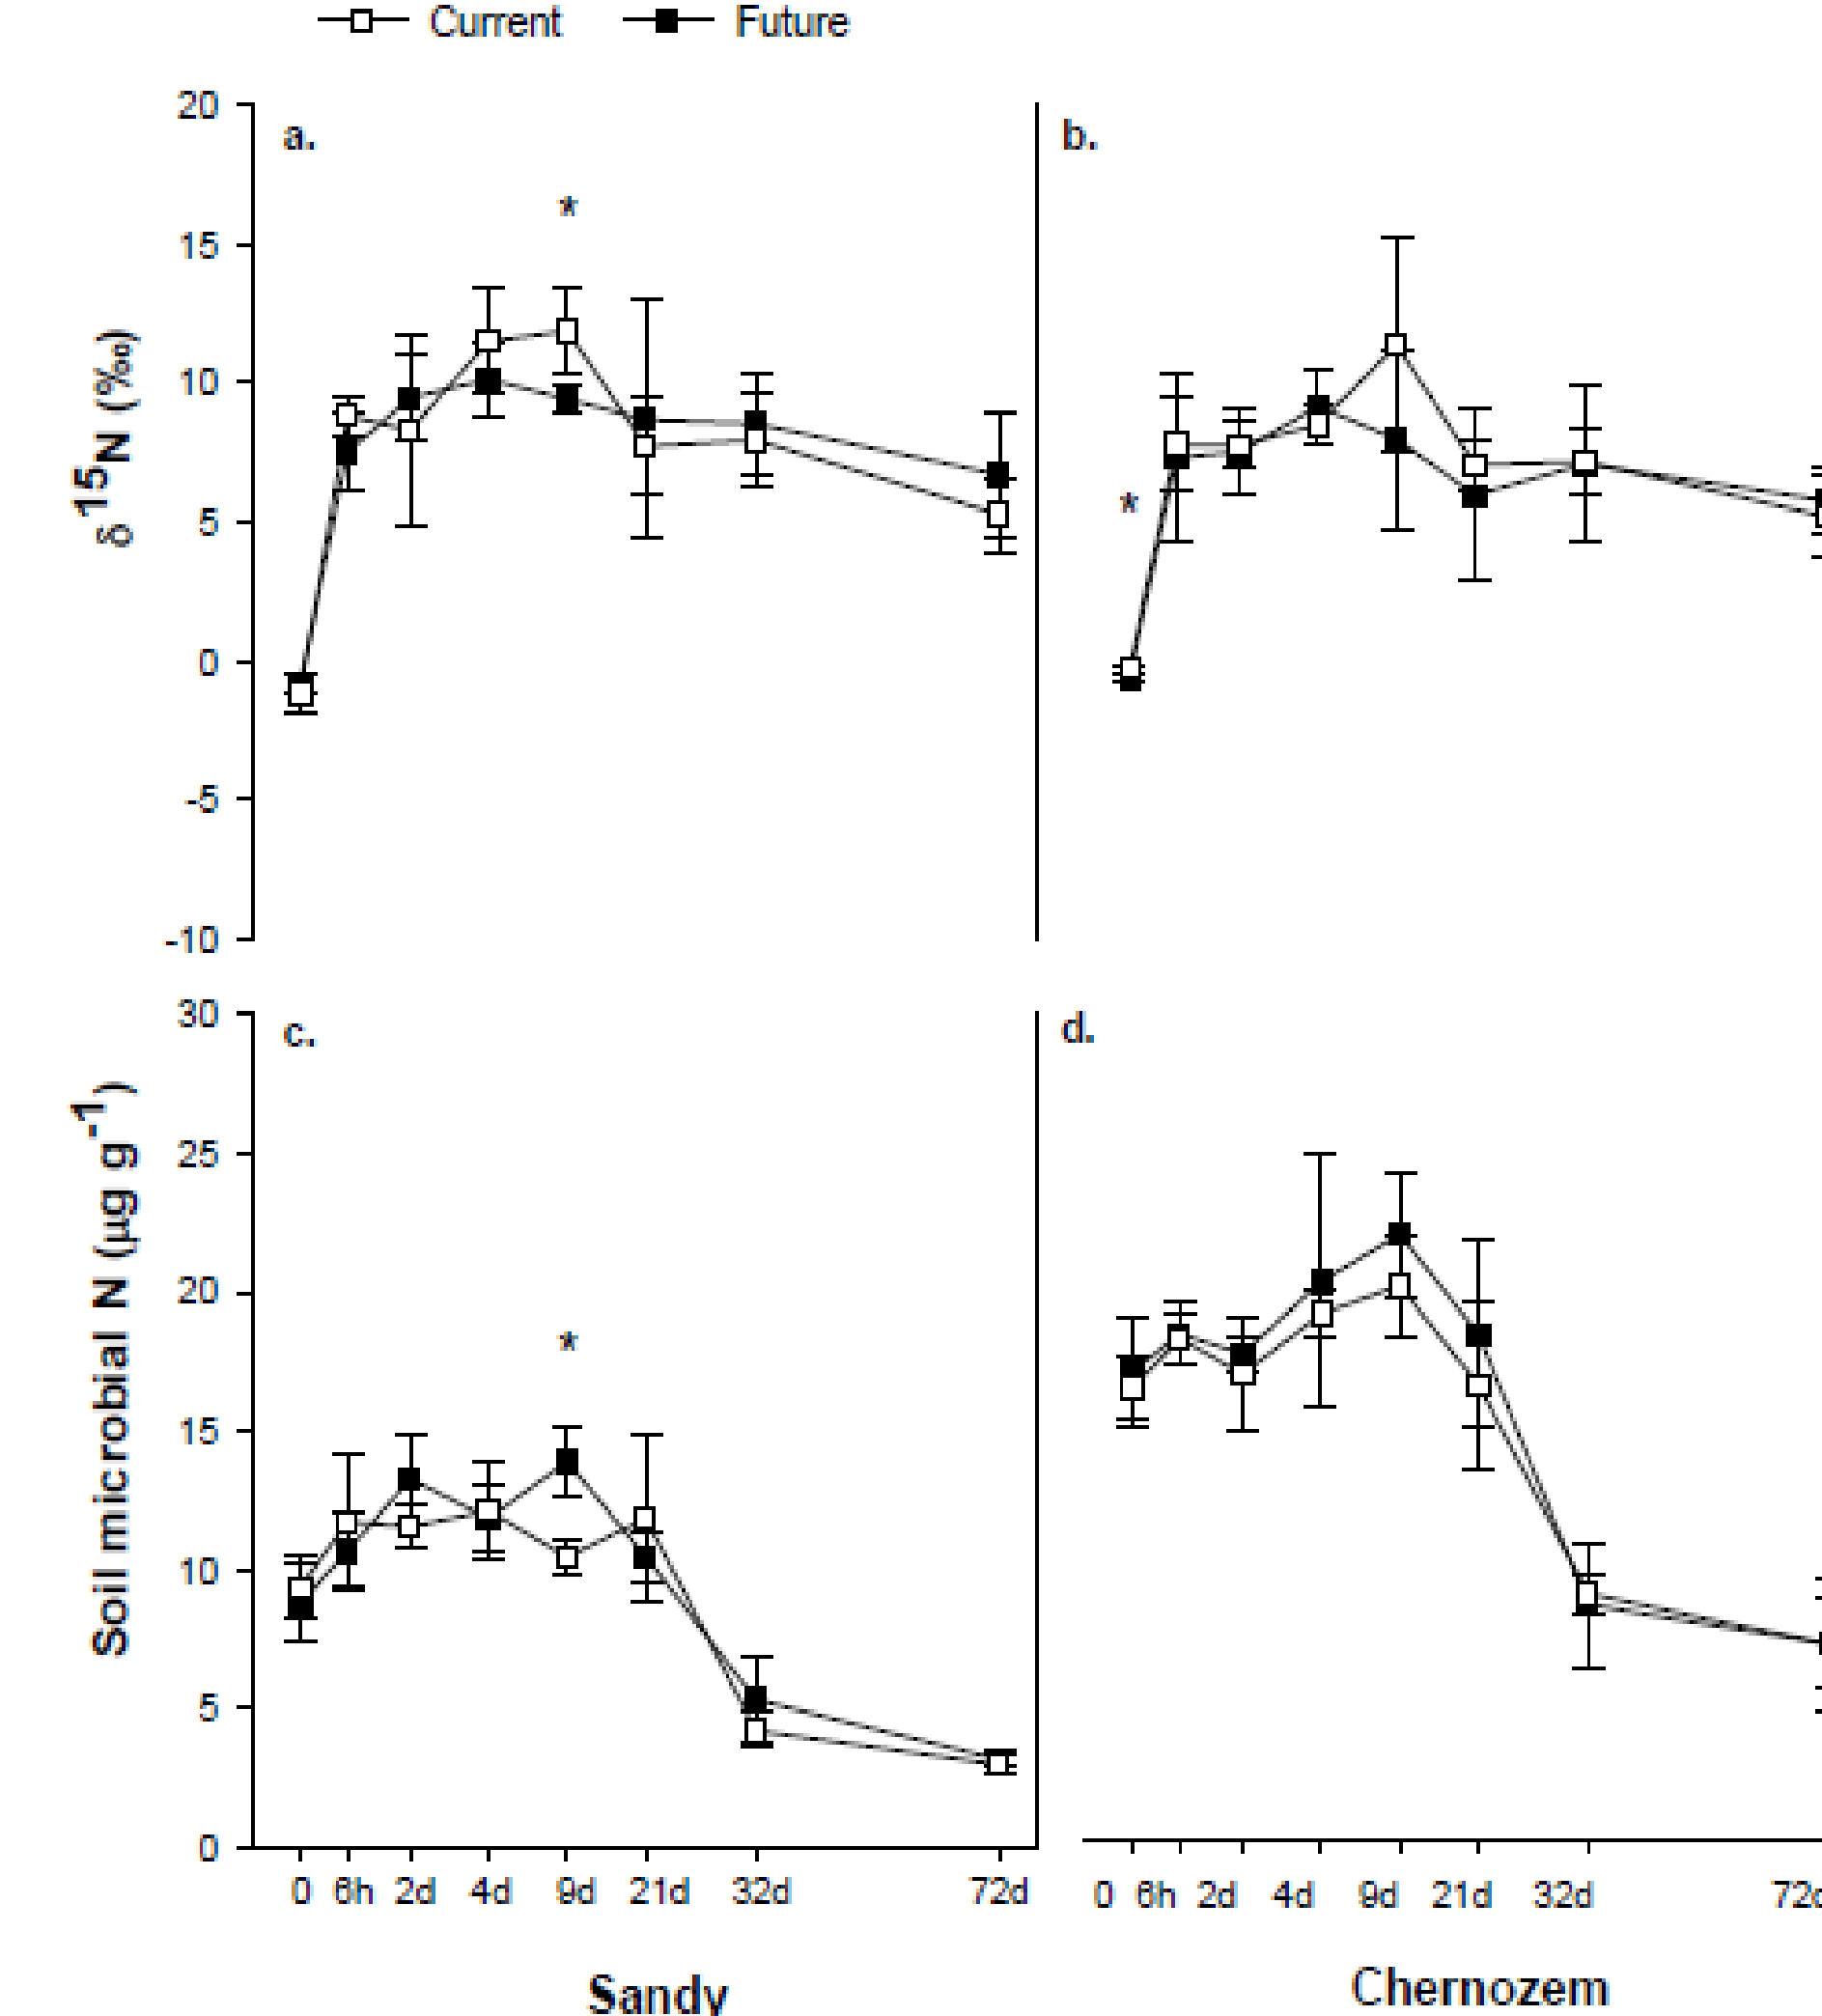 Current Future
a.
b.
*
*
20
15
10
5
0
-5
-10
δ 15N (‰)
c.
d.
*
30
25
20
15
10
5
0
Soil microbial N (µg g-1)
0 6h 2d 4d 9d 21d 32d 72d
0 6h 2d 4d 9d 21d 32d 72d
Sandy
Chernozem